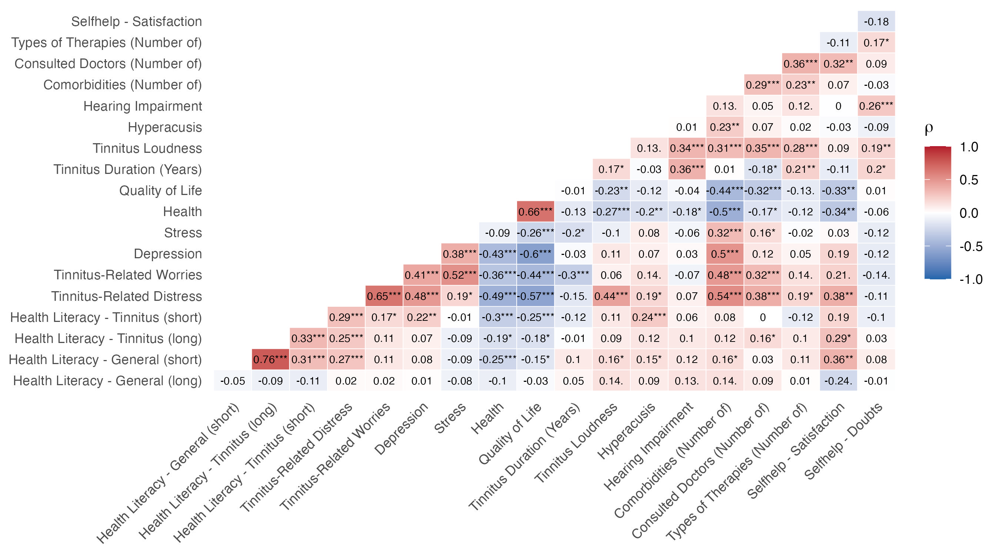 Selfhelp - Satisfaction -0.18
Types of Therapies (Number of) -0.11 0.17*
Consulted Doctors (Number of) 0.36*** 0.32** 0.09
Comorbidities (Number of) 0.29*** 0.23** 0.07 -0.03
Hearing Impairment 0.13. 0.05 0.12. 0 0.26***
Hyperacusis 0.01 0.23** 0.07 0.02 -0.03 -0.09
Tinnitus Loudness 0.13. 0.34*** 0.31*** 0.35*** 0.28*** 0.09 0.19**
Tinnitus Duration (Years) 0.17* -0.03 0.36*** 0.01 -0.18* 0.21** -0.11 0.2*
Quality of Life -0.01 -0.23** -0.12 -0.04 -0.44*** -0.32*** -0.13. -0.33** 0.01
Health 0.66*** -0.13 -0.27*** -0.2** -0.18* -0.5*** -0.17* -0.12 -0.34** -0.06
Stress -0.09 -0.26*** -0.2* -0.1 0.08 -0.06 0.32*** 0.16* -0.02 0.03 -0.12
Depression 0.38*** -0.43*** -0.6*** -0.03 0.11 0.07 0.03 0.5*** 0.12 0.05 0.19 -0.12
Tinnitus-Related Worries 0.41*** 0.52*** -0.36*** -0.44*** -0.3*** 0.06 0.14. -0.07 0.48*** 0.32*** 0.14. 0.21. -0.14.
Tinnitus-Related Distress 0.65*** 0.48*** 0.19* -0.49*** -0.57*** -0.15. 0.44*** 0.19* 0.07 0.54*** 0.38*** 0.19* 0.38** -0.11
Health Literacy - Tinnitus (short) 0.29*** 0.17* 0.22** -0.01 -0.3*** -0.25*** -0.12 0.11 0.24*** 0.06 0.08 0 -0.12 0.19 -0.1
Health Literacy - Tinnitus (long) 0.33*** 0.25*** 0.11 0.07 -0.09 -0.19* -0.18* -0.01 0.09 0.12 0.1 0.12 0.16* 0.1 0.29* 0.03
Health Literacy - General (short) 0.76*** 0.31*** 0.27*** 0.11 0.08 -0.09 -0.25*** -0.15* 0.1 0.16* 0.15* 0.12 0.16* 0.03 0.11 0.36** 0.08
Health Literacy - General (long) -0.05 -0.09 -0.11 0.02 0.02 0.01 -0.08 -0.1 -0.03 0.05 0.14. 0.09 0.13. 0.14. 0.09 0.01 -0.24. -0.01
Health Literacy - General (short)
Health Literacy - Tinnitus (long)
Health Literacy - Tinnitus (short)
Tinnitus-Related Distress
Tinnitus-Related Worries
Depression
Stress
Health
Quality of Life
Tinnitus Duration (Years)
Tinnitus Loudness
Hyperacusis
Hearing Impairment
Comorbidities (Number of)
Consulted Doctors (Number of)
Types of Therapies (Number of)
Selfhelp - Satisfaction
Selfhelp - Doubts
ρ
1.0
0.5
0.0
-0.5
-1.0